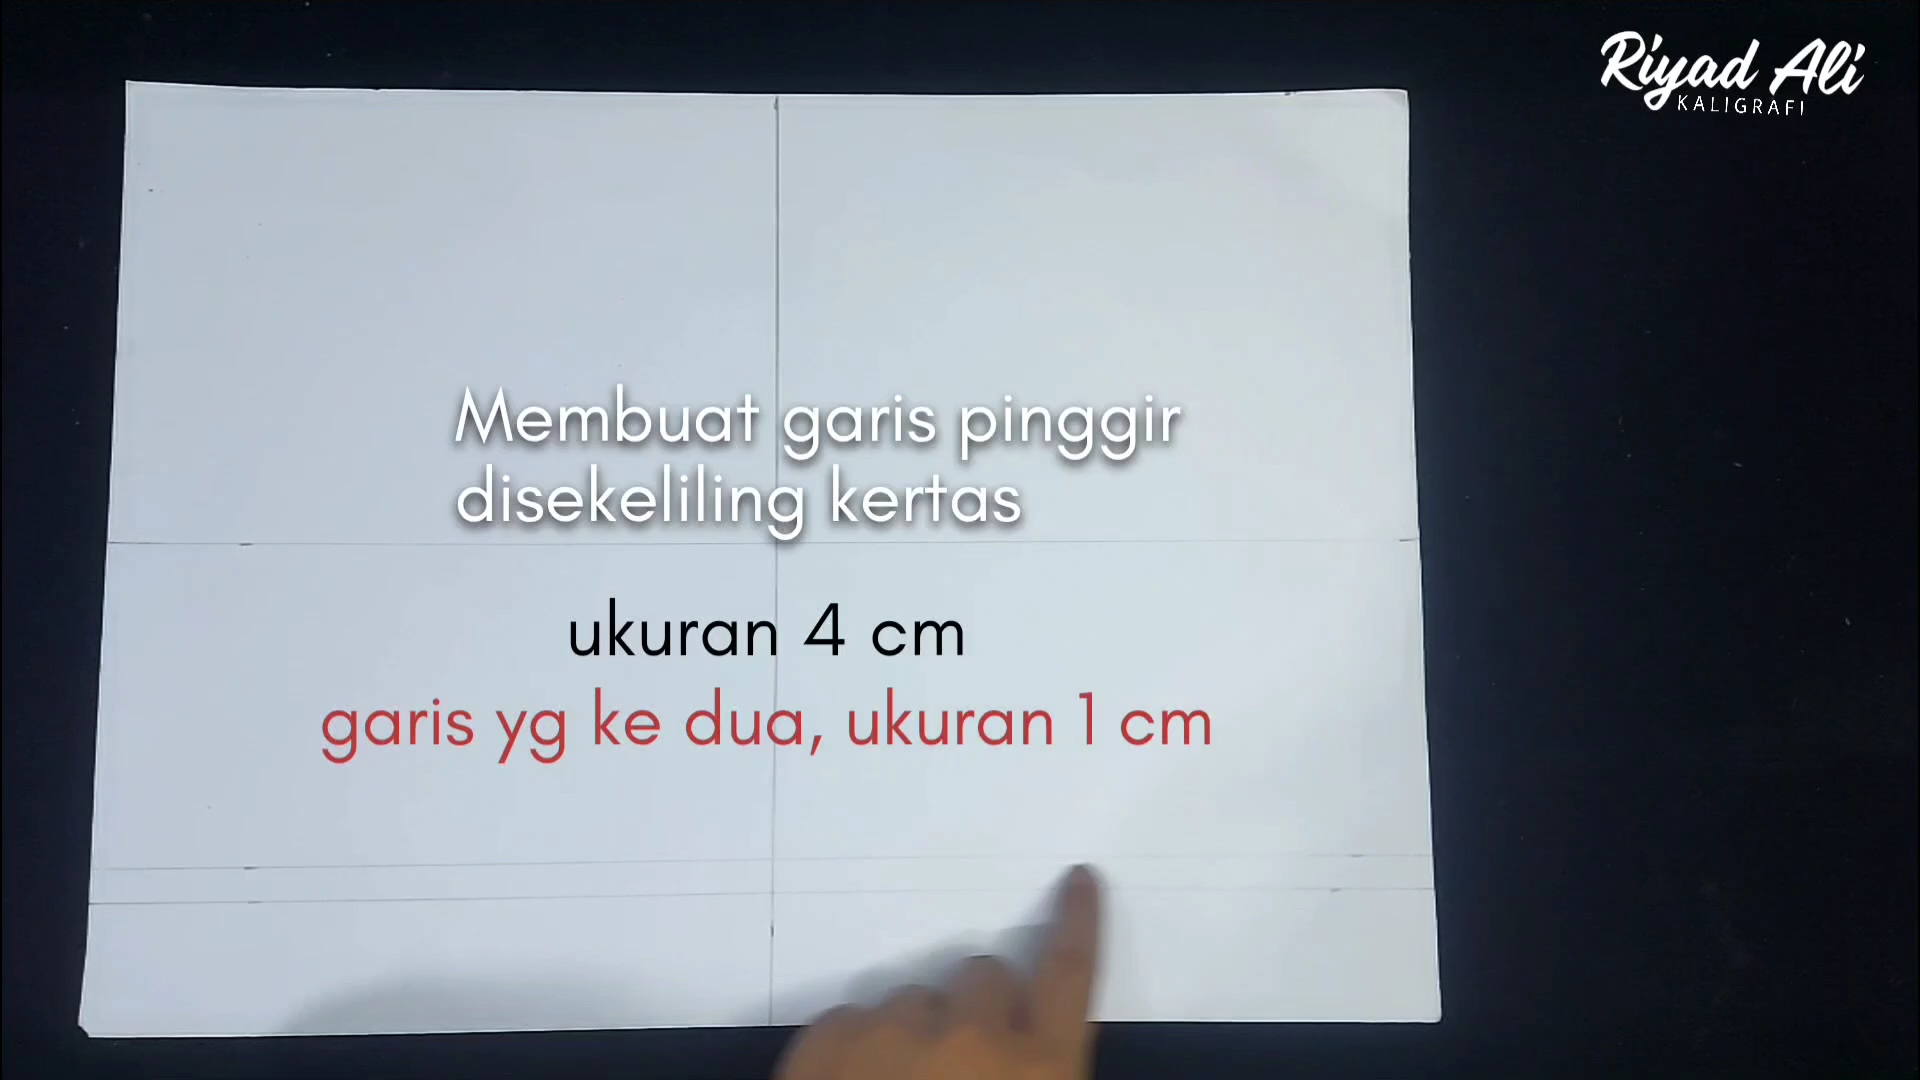 Riyad Ali
KALIGRAFI
Membuat garis pinggir
disekeliling kertas
ukuran 4 cm
garis yg ke dua, ukuran 1 cm